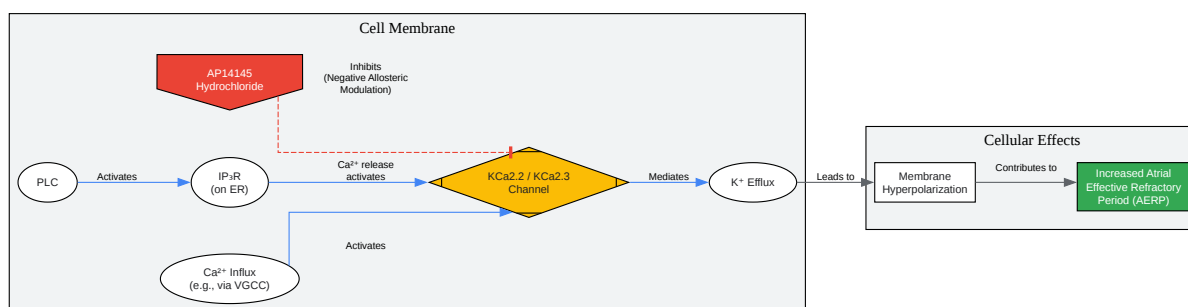 Cell Membrane
AP14145
Hydrochloride
Inhibits
(Negative Allosteric
Modulation)
PLC
Activates
IP₃R
(on ER)
Ca²⁺ release
activates
KCa2.2 / KCa2.3
Channel
Mediates
K⁺ Efflux
Leads to
Ca²⁺ Influx
(e.g., via VGCC)
Activates
Cellular Effects
Membrane
Hyperpolarization
Contributes to
Increased Atrial
Effective Refractory
Period (AERP)